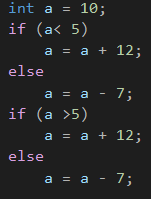 int a = 10;
if (a< 5)
    a = a + 12;
else
    a = a - 7;
if (a >5)
    a = a + 12;
else
    a = a - 7;